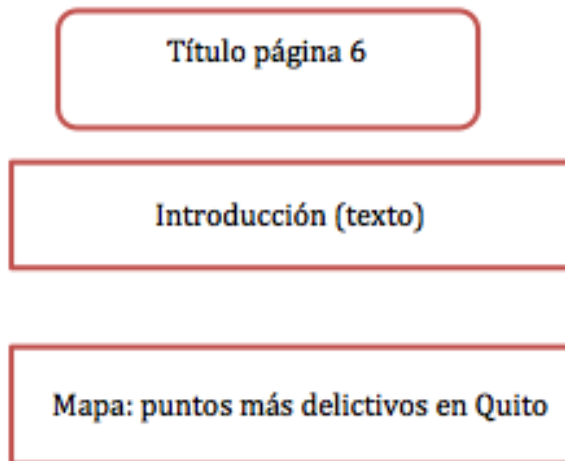 Título página 6
Introducción (texto)
Mapa: puntos más delictivos en Quito